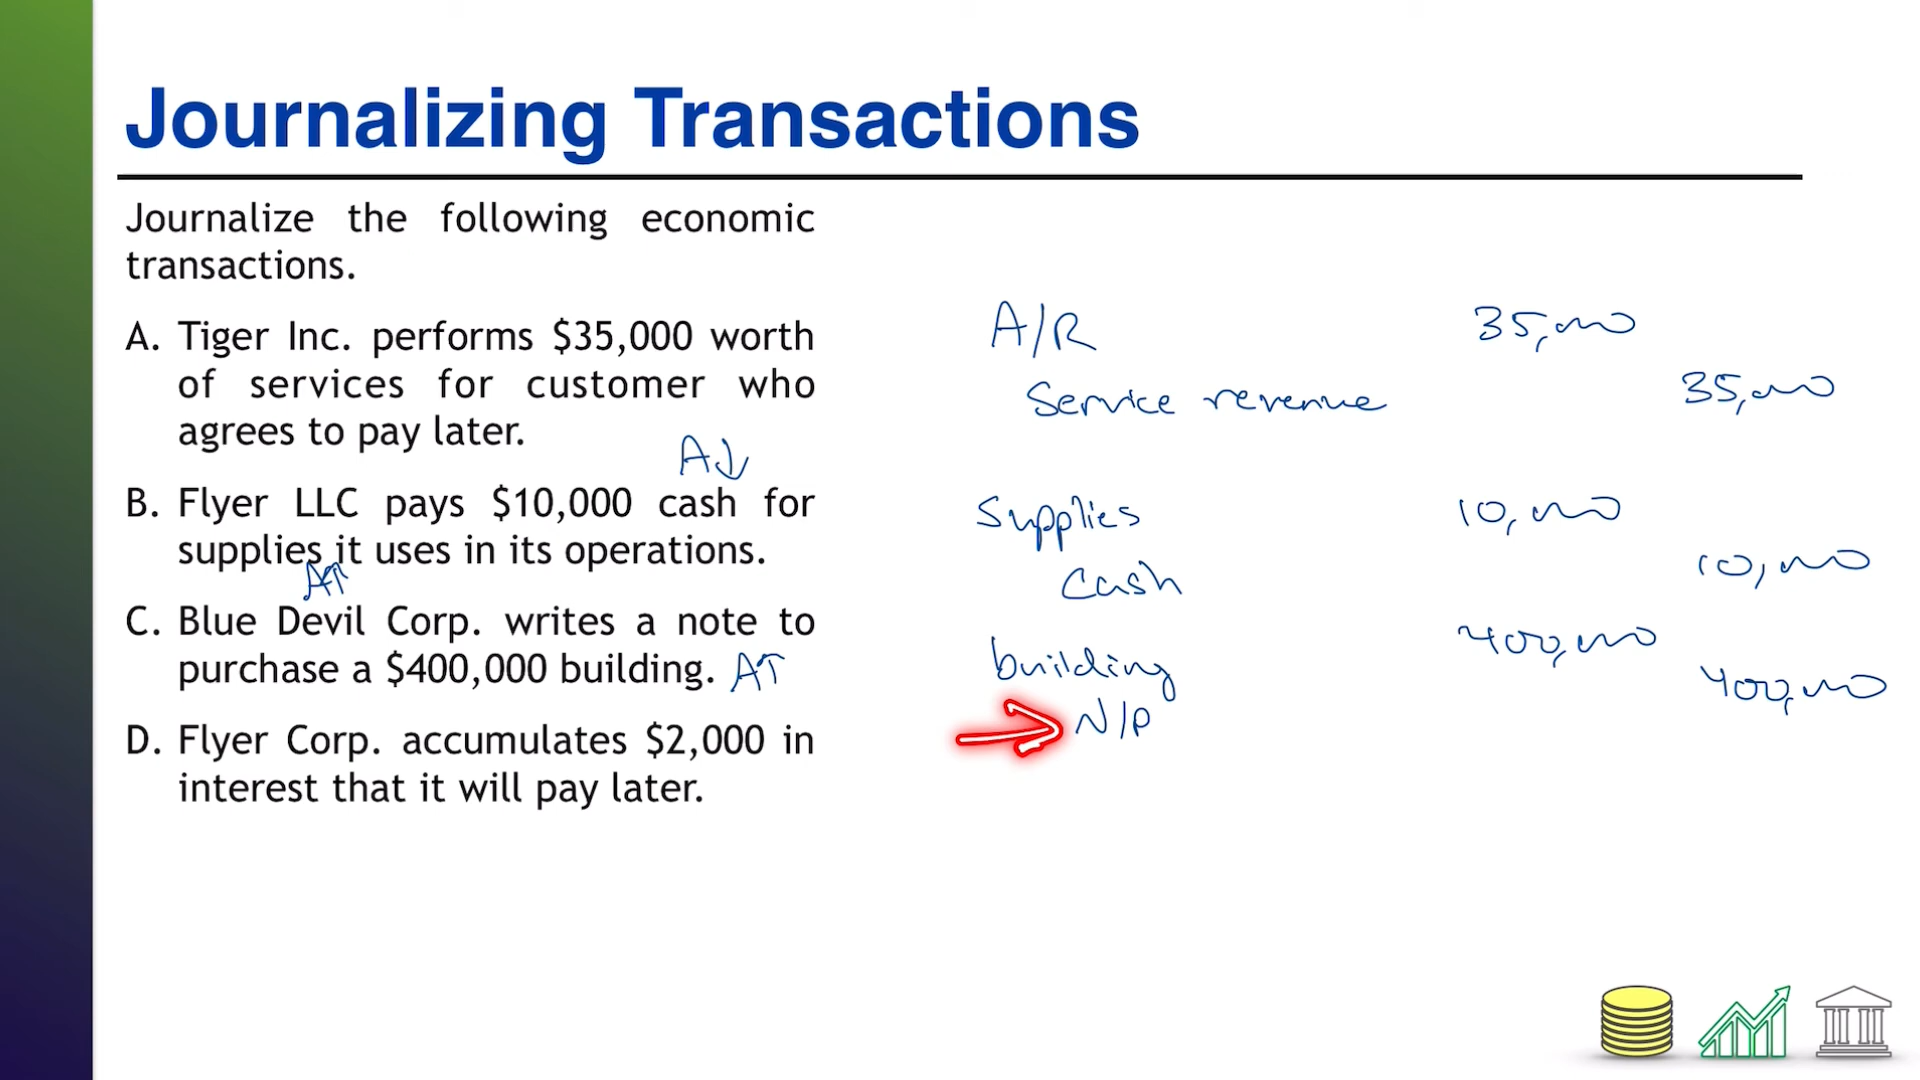 Journalizing Transactions
Journalize the following economic
transactions.
A. Tiger Inc. performs $35,000 worth
of services for customer who
agrees to pay later.
A↓
B. Flyer LLC pays $10,000 cash for
supplies it uses in its operations.
A↑
C. Blue Devil Corp. writes a note to
purchase a $400,000 building. A↑
D. Flyer Corp. accumulates $2,000 in
interest that it will pay later.
A/R 35,000
Service revenue 35,000
Supplies 10,000
Cash 10,000
building 400,000
N/P 400,000